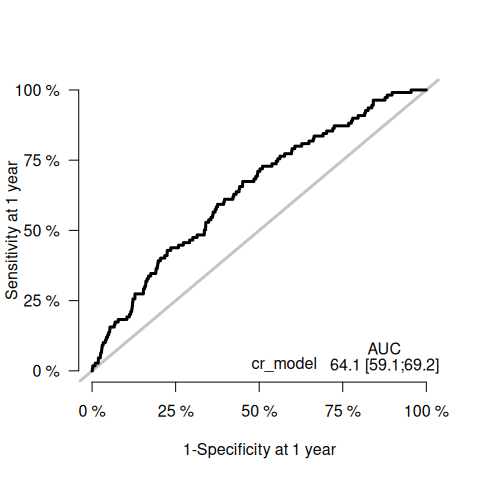 100 %
75 %
50 %
25 %
0 %
Sensitivity at 1 year
AUC
cr_model 64.1 [59.1;69.2]
0 % 25 % 50 % 75 % 100 %
1-Specificity at 1 year